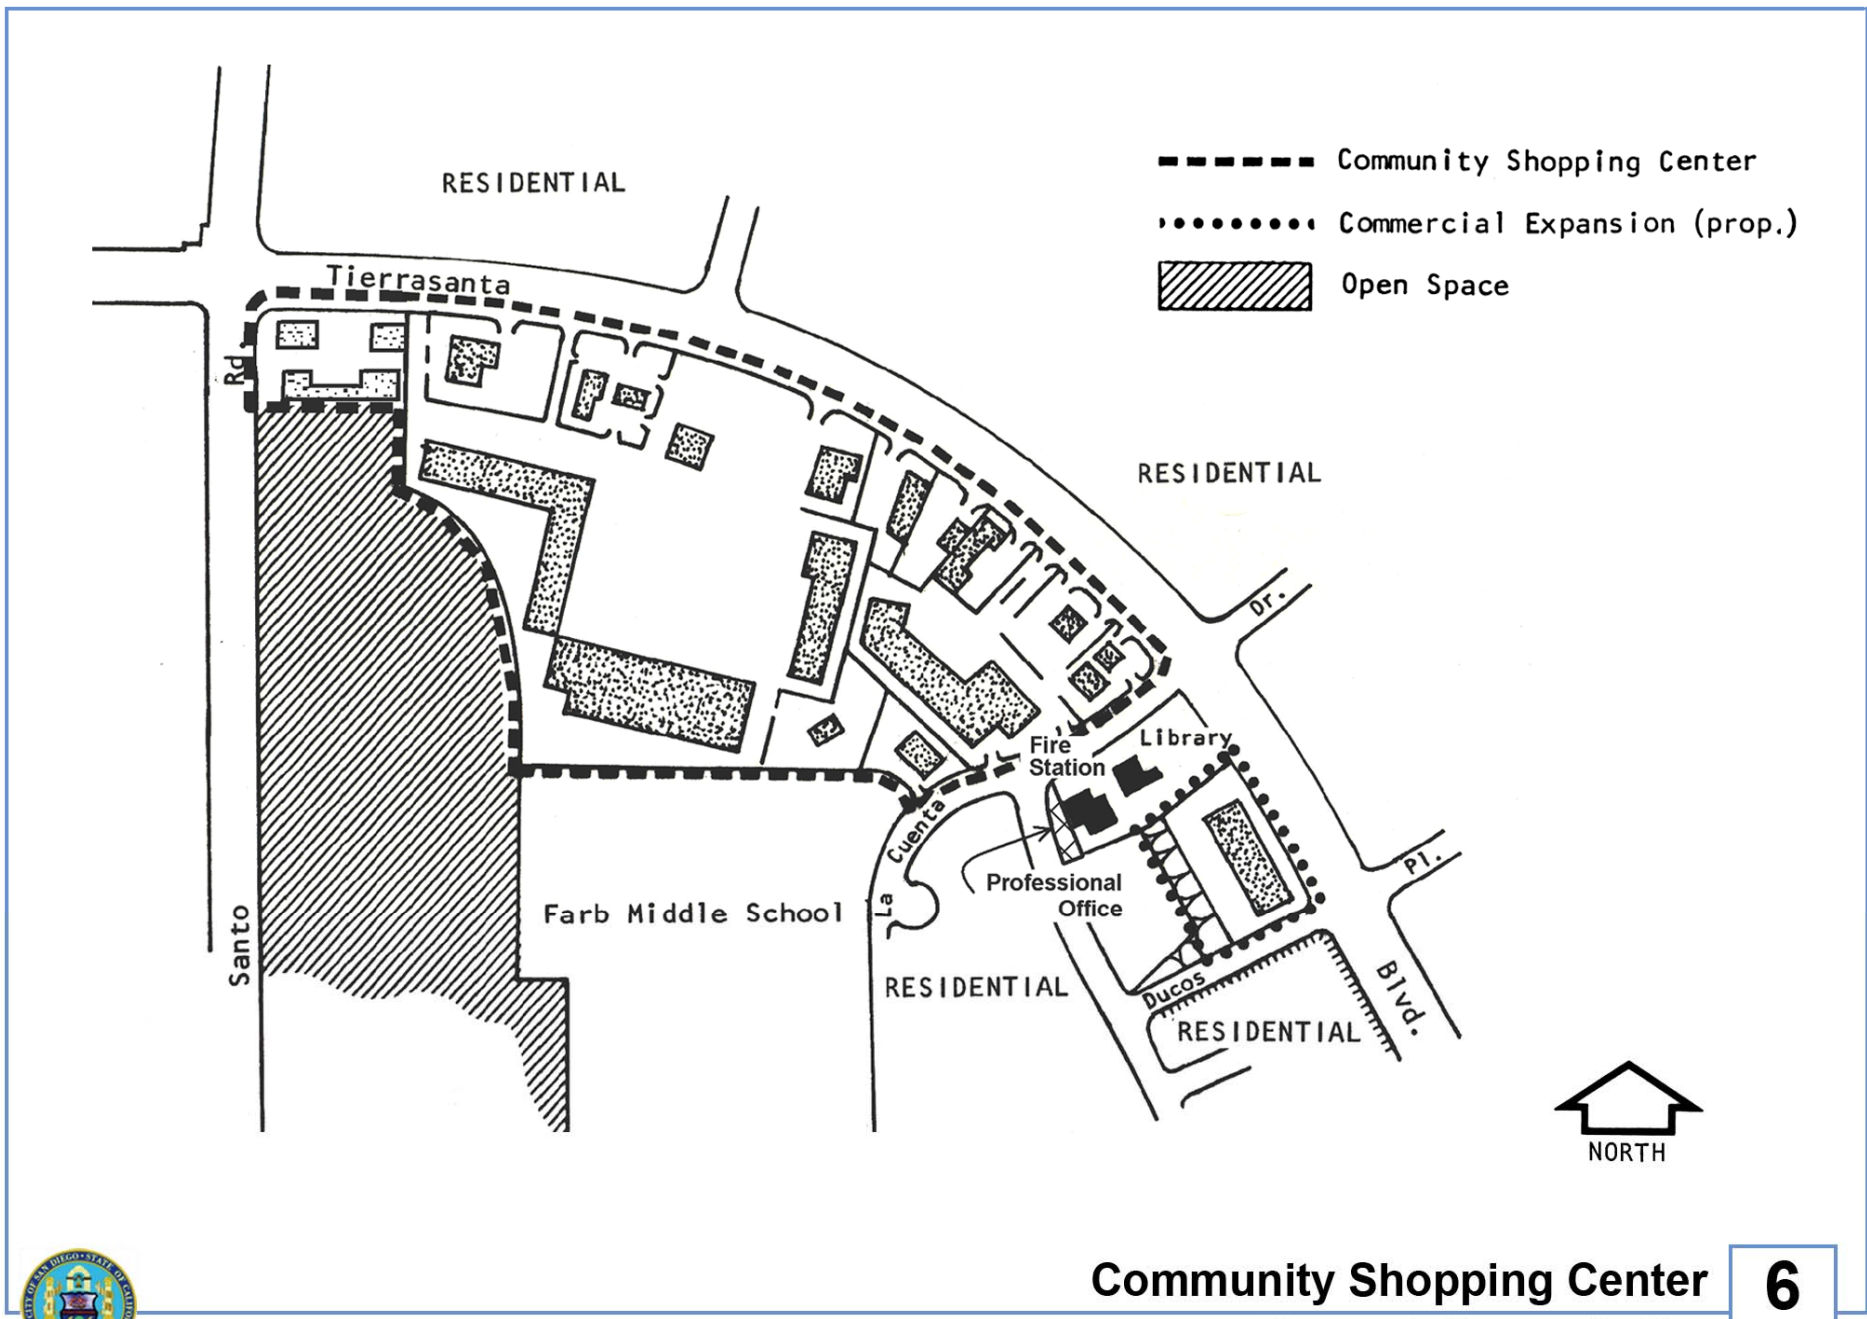 RESIDENTIAL
Community Shopping Center
Commercial Expansion (prop.)
Open Space
Tierrasanta
Rd.
RESIDENTIAL
Dr.
Library
Fire
Station
La Cuenta
Pl.
Professional
Office
Farb Middle School
Santo
RESIDENTIAL
Ducos
Blvd.
RESIDENTIAL
NORTH
Community Shopping Center
6